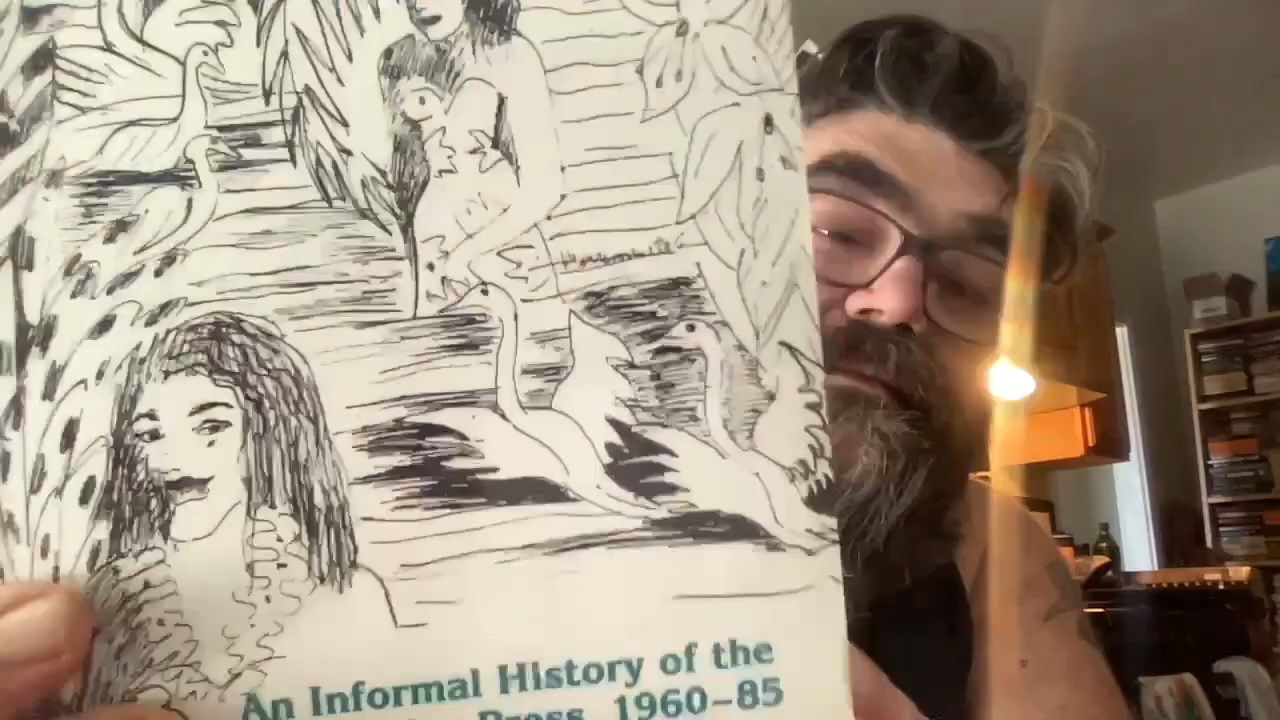 An Informal History of the
Press, 1960–85